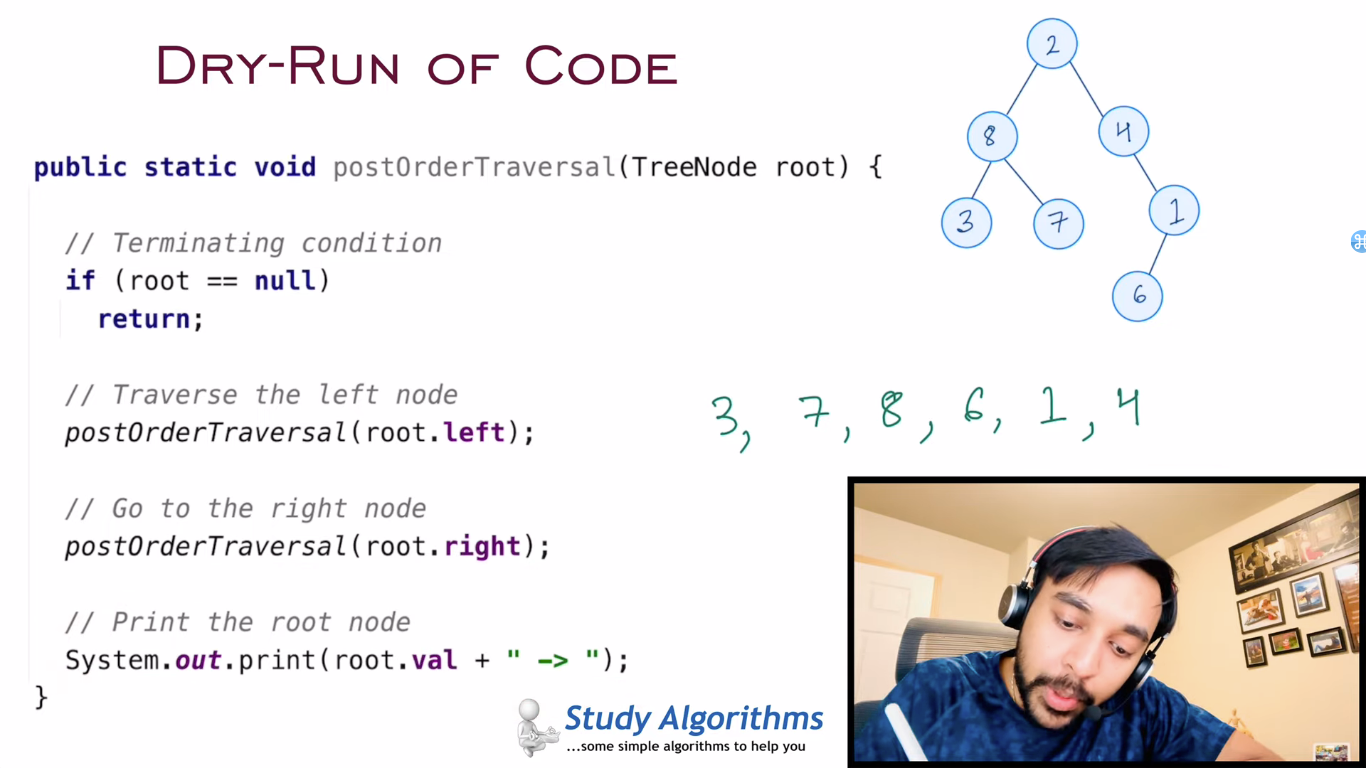 DRY-RUN OF CODE
public static void postOrderTraversal(TreeNode root) {
// Terminating condition
if (root == null)
return;
// Traverse the left node
postOrderTraversal(root.left);
// Go to the right node
postOrderTraversal(root.right);
// Print the root node
System.out.print(root.val + " -> ");
}
2
8 4
3 7 1
6
3, 7, 8, 6, 1, 4
Study Algorithms
...some simple algorithms to help you